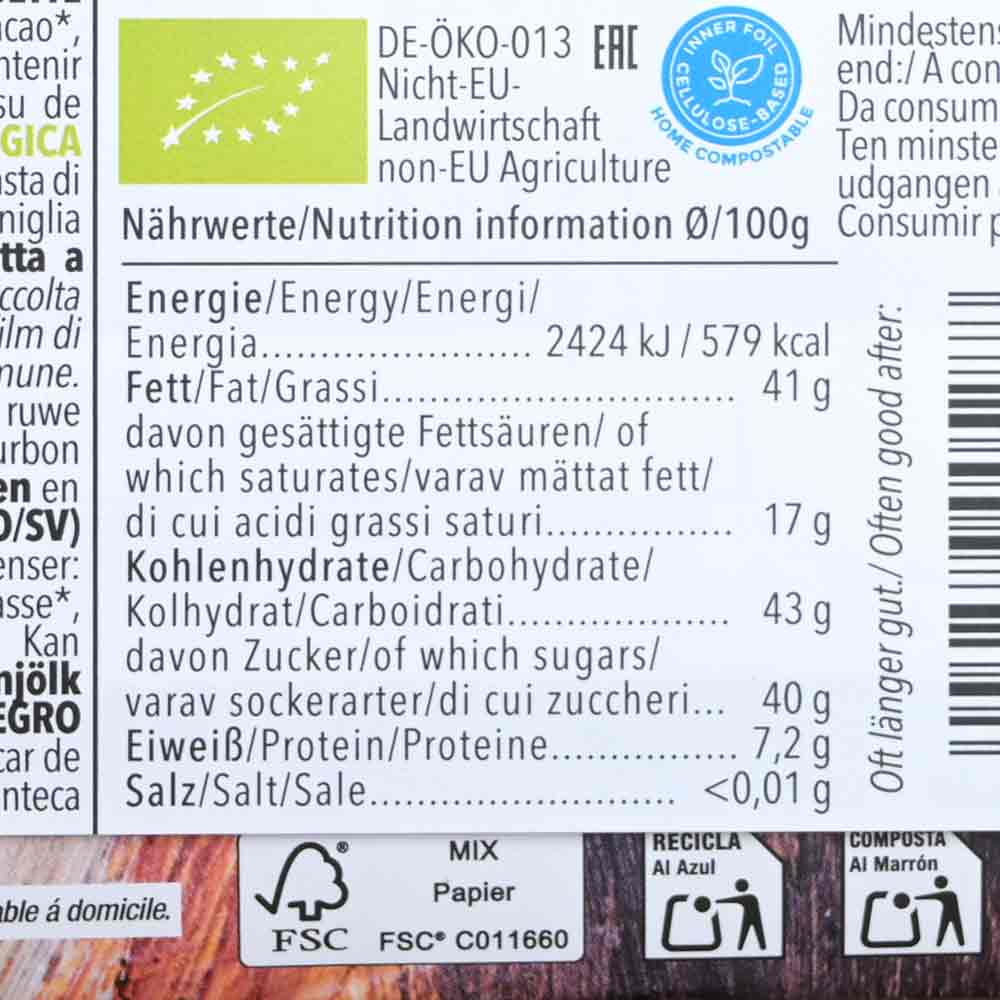 cao*,
ntenir
su de
GICA
sta di
niglia
tta a
ccolta
ilm di
mune.
ruwe
urbon
en en
O/SV)
enser:
asse*,
Kan
njölk
EGRO
car de
nteca
DE-ÖKO-013 EAC
Nicht-EU-
Landwirtschaft
non-EU Agriculture
INNER FOIL
CELLULOSE-BASED
HOME COMPOSTABLE
Mindestens
end:/ À con
Da consum
Ten minste
udgangen
Consumir p
Nährwerte/Nutrition information Ø/100g
Energie/Energy/Energi/
Energia.............................. 2424 kJ / 579 kcal
Fett/Fat/Grassi...................................... 41 g
davon gesättigte Fettsäuren/ of
which saturates/varav mättat fett/
di cui acidi grassi saturi.................... 17 g
Kohlenhydrate/Carbohydrate/
Kolhydrat/Carboidrati........................ 43 g
davon Zucker/of which sugars/
varav sockerarter/di cui zuccheri... 40 g
Eiweiß/Protein/Proteine.................... 7,2 g
Salz/Salt/Sale................................. <0,01 g
Oft länger gut./ Often good after:
able á domicile.
FSC®
MIX
Papier
FSC® C011660
RECICLA
Al Azul
COMPOSTA
Al Marrón